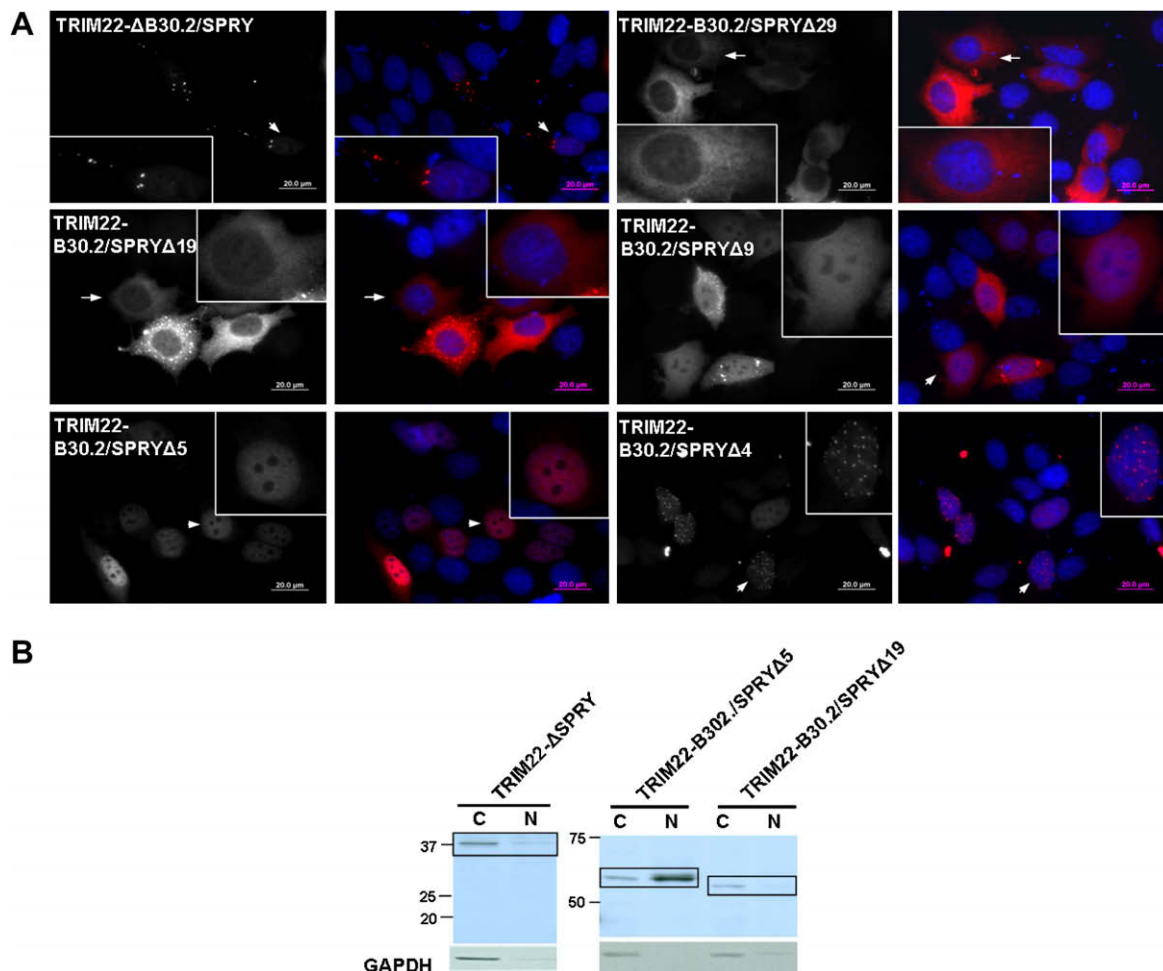 A
TRIM22-ΔB30.2/SPRY
TRIM22-B30.2/SPRYΔ29
20.0 µm
20.0 µm
20.0 µm
20.0 µm
TRIM22-
B30.2/SPRYΔ19
TRIM22-
B30.2/SPRYΔ9
20.0 µm
20.0 µm
20.0 µm
20.0 µm
TRIM22-
B30.2/SPRYΔ5
TRIM22-
B30.2/SPRYΔ4
20.0 µm
20.0 µm
20.0 µm
20.0 µm
B
TRIM22-ΔSPRY
TRIM22-B302./SPRYΔ5
TRIM22-B30.2/SPRYΔ19
C N
C N
C N
37
25
20
75
50
GAPDH